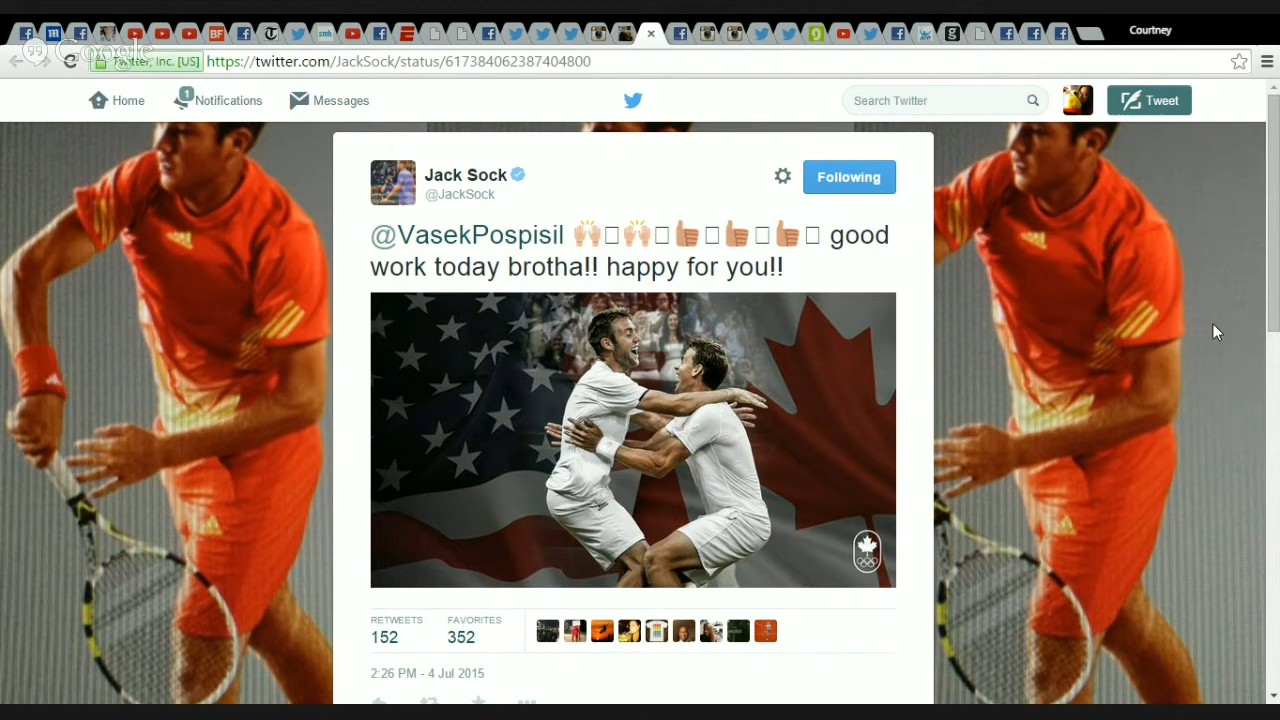 Courtney
Google
Twitter, Inc. [US] https://twitter.com/JackSock/status/617384062387404800
Home
1
Notifications
Messages
Search Twitter
Tweet
Jack Sock
@JackSock
Following
@VasekPospisil 🙌🏻🙌🏻👍🏽👍🏽👍🏽 good
work today brotha!! happy for you!!
RETWEETS FAVORITES
152 352
2:26 PM - 4 Jul 2015